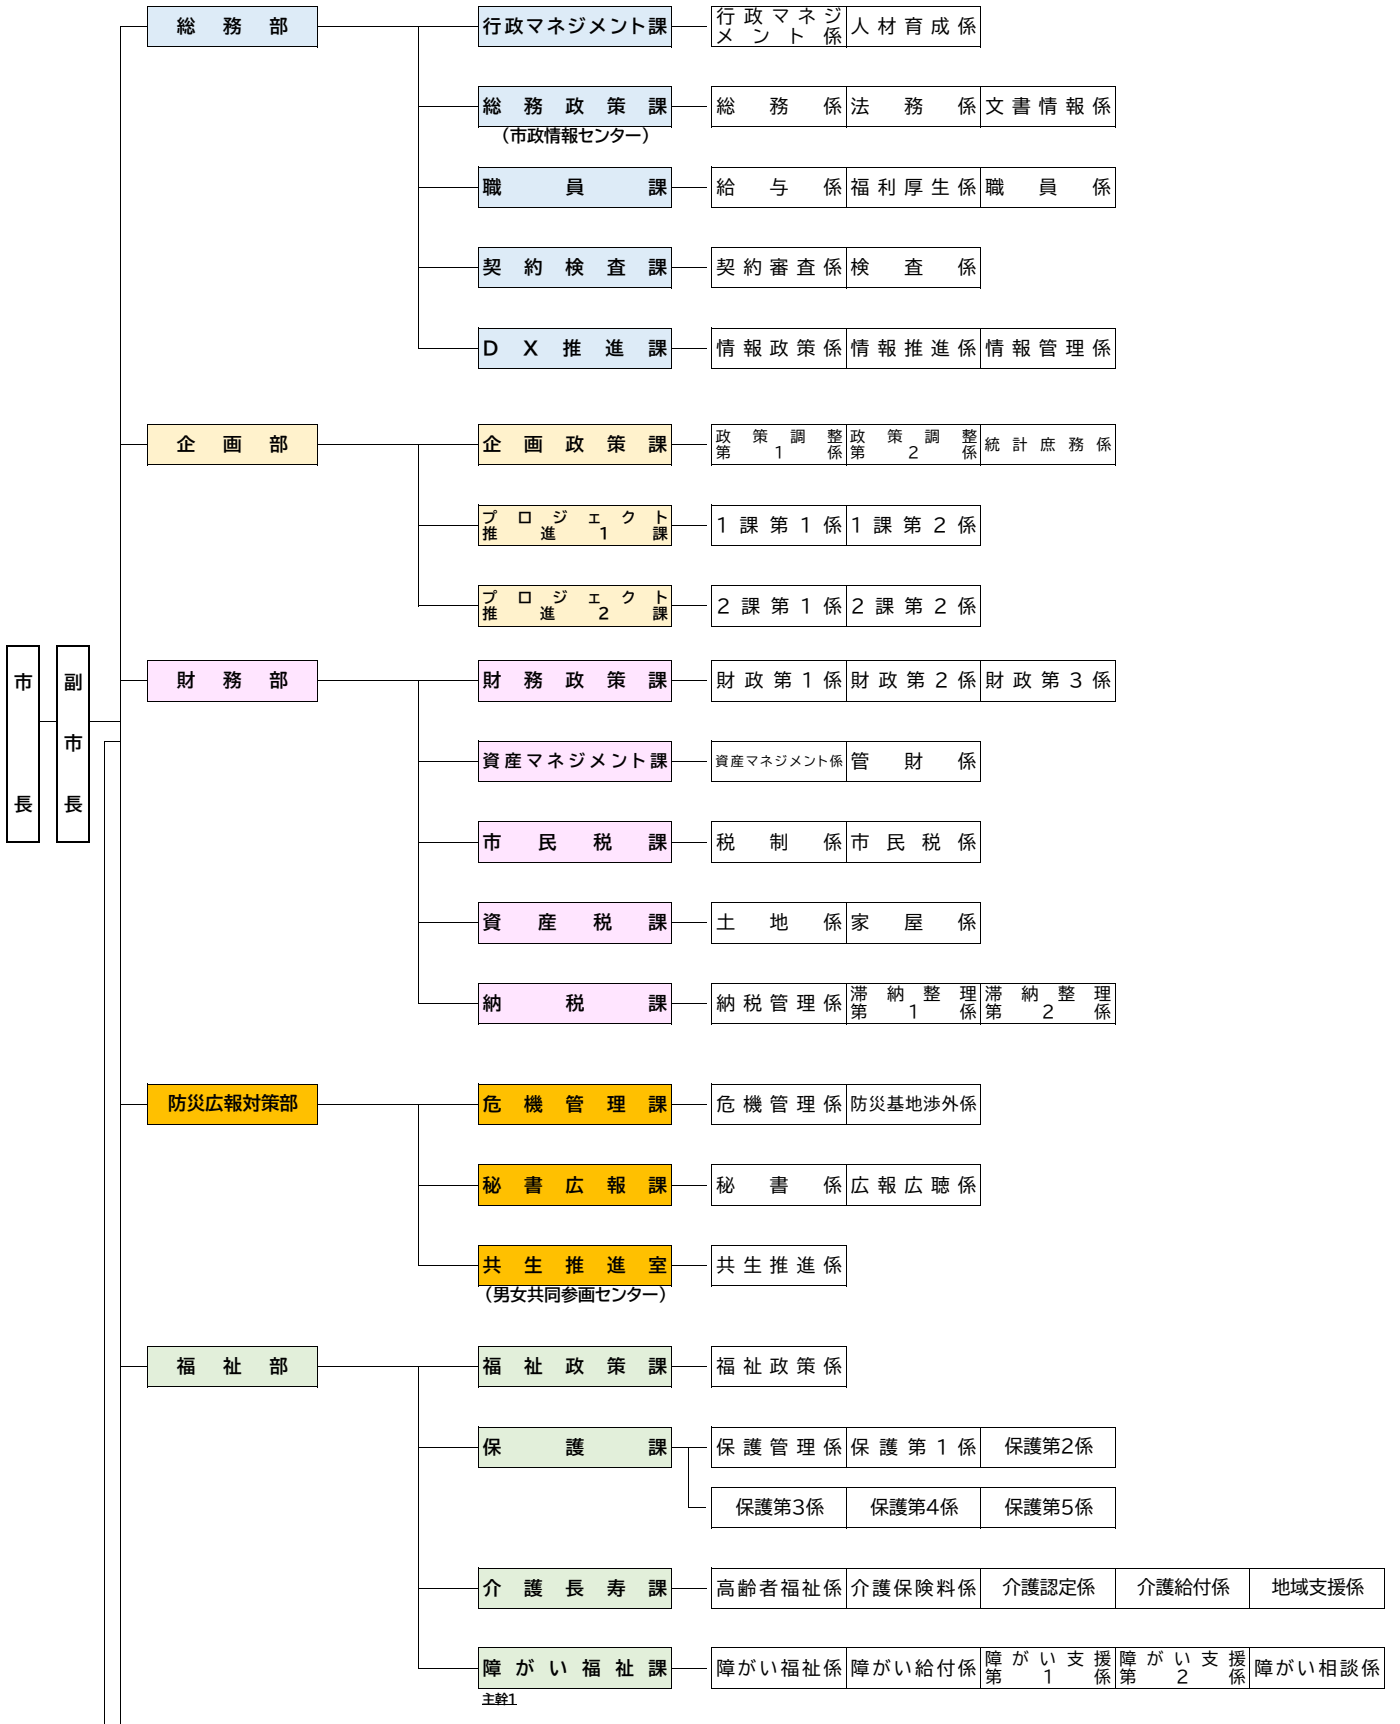 市長
副市長
総務部
行政マネジメント課
行政マネジメント係
人材育成係
総務政策課
（市政情報センター）
総務係
法務係
文書情報係
職員課
給与係
福利厚生係
職員係
契約検査課
契約審査係
検査係
DX推進課
情報政策係
情報推進係
情報管理係
企画部
企画政策課
政策調整
第1係
政策調整
第2係
統計庶務係
プロジェクト
推進1課
1課第1係
1課第2係
プロジェクト
推進2課
2課第1係
2課第2係
財務部
財務政策課
財政第1係
財政第2係
財政第3係
資産マネジメント課
資産マネジメント係
管財係
市民税課
税制係
市民税係
資産税課
土地係
家屋係
納税課
納税管理係
滞納整理
第1係
滞納整理
第2係
防災広報対策部
危機管理課
危機管理係
防災基地渉外係
秘書広報課
秘書係
広報広聴係
共生推進室
（男女共同参画センター）
共生推進係
福祉部
福祉政策課
福祉政策係
保護課
保護管理係
保護第1係
保護第2係
保護第3係
保護第4係
保護第5係
介護長寿課
高齢者福祉係
介護保険料係
介護認定係
介護給付係
地域支援係
障がい福祉課
主幹1
障がい福祉係
障がい給付係
障がい支援
第1係
障がい支援
第2係
障がい相談係